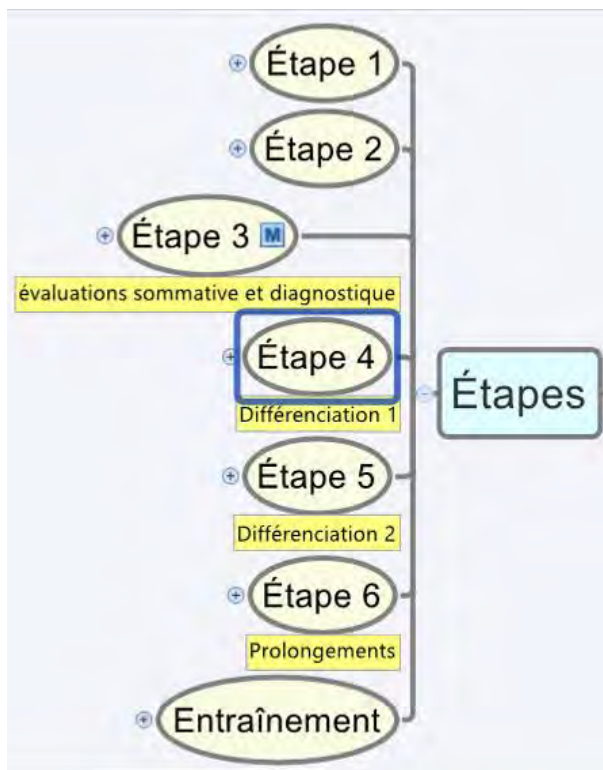 Étape 1
Étape 2
Étape 3 M
évaluations sommative et diagnostique
Étape 4
Différenciation 1
Étapes
Étape 5
Différenciation 2
Étape 6
Prolongements
Entraînement